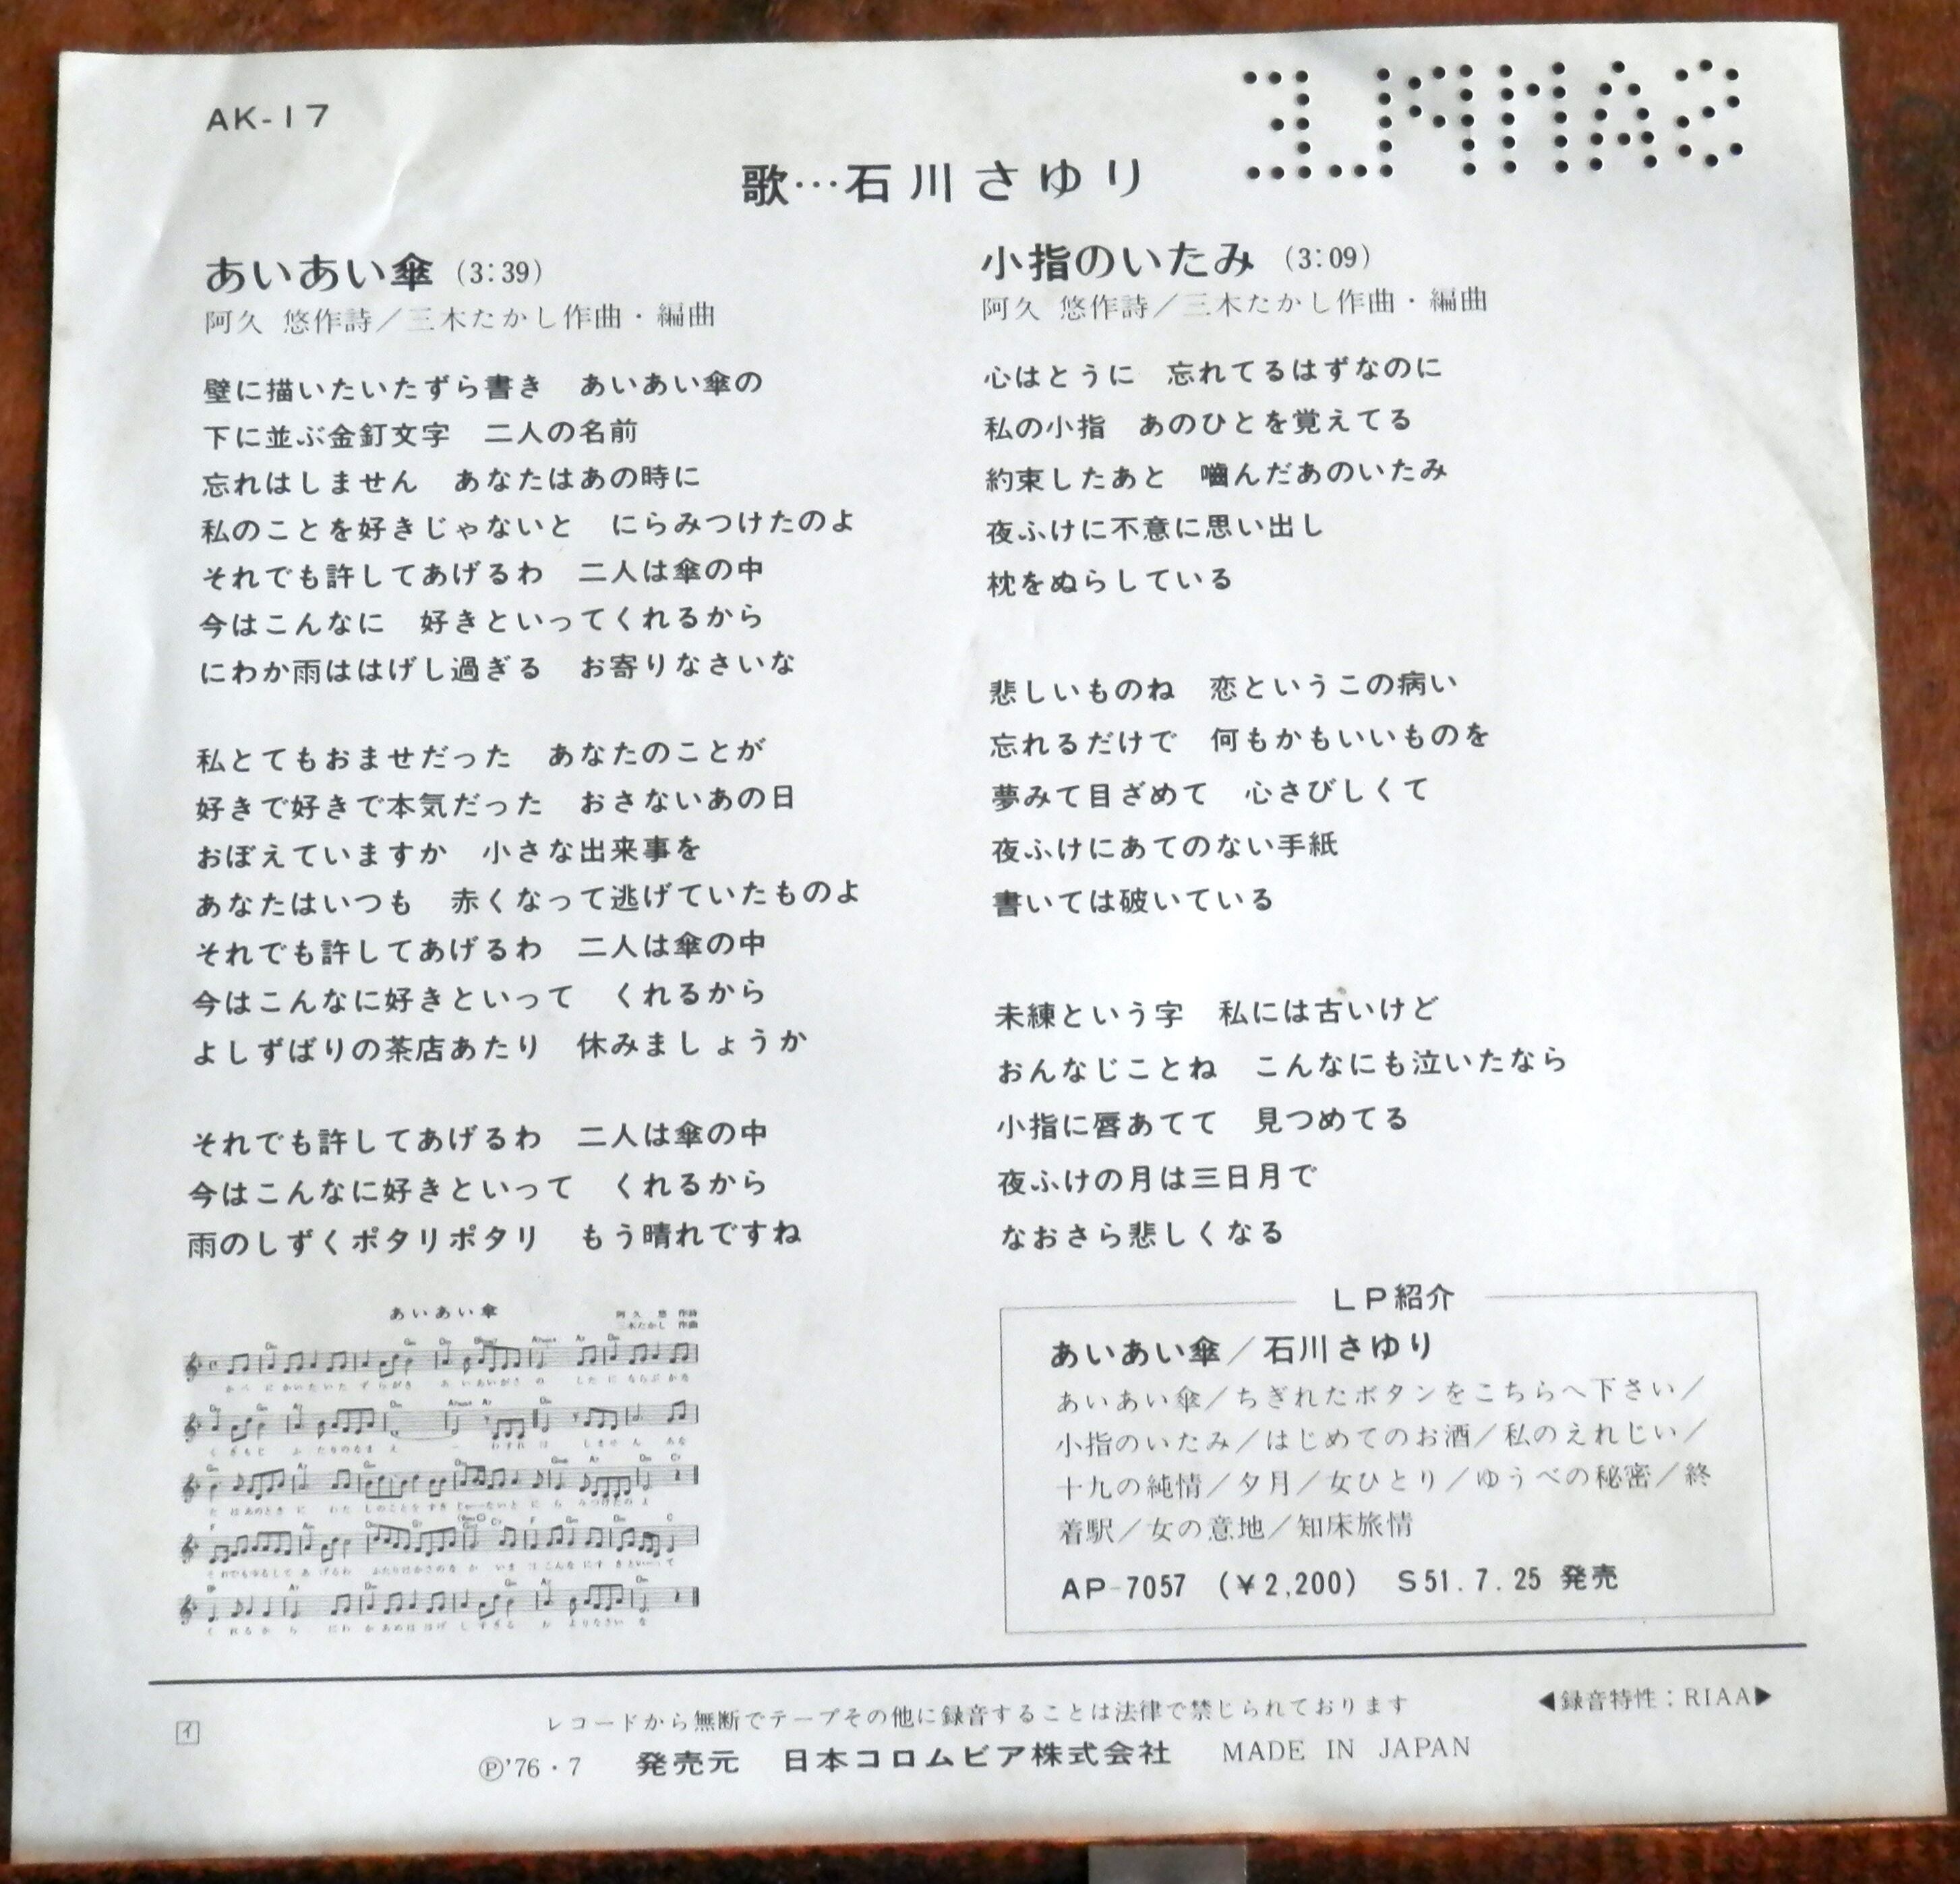 AK-17
SAMPLE
歌…石川さゆり
あいあい傘 (3:39)
阿久 悠作詩／三木たかし作曲・編曲
壁に描いたいたずら書き　あいあい傘の
下に並ぶ金釘文字　二人の名前
忘れはしません　あなたはあの時に
私のことを好きじゃないと　にらみつけたのよ
それでも許してあげるわ　二人は傘の中
今はこんなに　好きといってくれるから
にわか雨ははげし過ぎる　お寄りなさいな
私とてもおませだった　あなたのことが
好きで好きで本気だった　おさないあの日
おぼえていますか　小さな出来事を
あなたはいつも　赤くなって逃げていたものよ
それでも許してあげるわ　二人は傘の中
今はこんなに好きといって　くれるから
よしずばりの茶店あたり　休みましょうか
それでも許してあげるわ　二人は傘の中
今はこんなに好きといって　くれるから
雨のしずくポタリポタリ　もう晴れですね
小指のいたみ (3:09)
阿久 悠作詩／三木たかし作曲・編曲
心はとうに　忘れてるはずなのに
私の小指　あのひとを覚えてる
約束したあと　嚙んだあのいたみ
夜ふけに不意に思い出し
枕をぬらしている
悲しいものね　恋というこの病い
忘れるだけで　何もかもいいものを
夢みて目ざめて　心さびしくて
夜ふけにあてのない手紙
書いては破いている
未練という字　私には古いけど
おんなじことね　こんなにも泣いたなら
小指に唇あてて　見つめてる
夜ふけの月は三日月で
なおさら悲しくなる
あいあい傘
阿久 悠 作詩
三木たかし 作曲
LP紹介
あいあい傘／石川さゆり
あいあい傘／ちぎれたボタンをこちらへ下さい／
小指のいたみ／はじめてのお酒／私のえれじい／
十九の純情／夕月／女ひとり／ゆうべの秘密／終
着駅／女の意地／知床旅情
AP-7057 (￥2,200) S51.7.25 発売
レコードから無断でテープその他に録音することは法律で禁じられております
◀録音特性：RIAA▶
イ
Ⓟ'76・7　発売元　日本コロムビア株式会社　MADE IN JAPAN